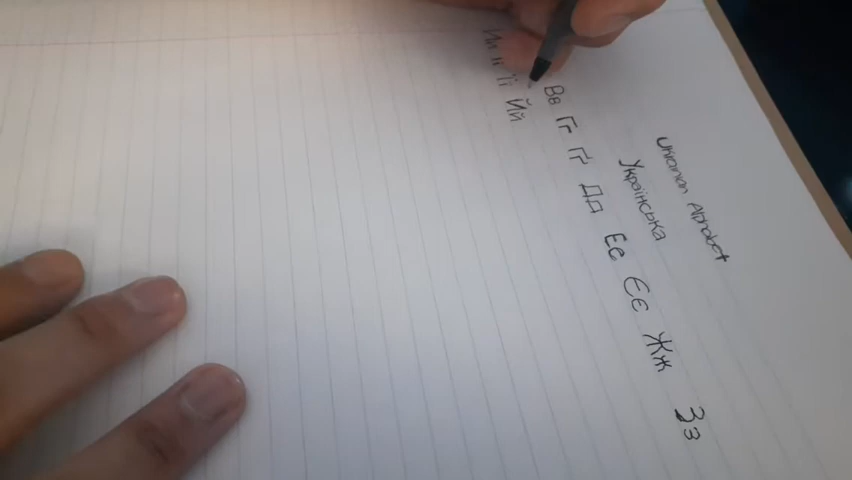 Ukrainian Alphabet
Українська
Вв Гг Ґґ Дд Ее Єє Жж Зз
Ии Іі Її Йй